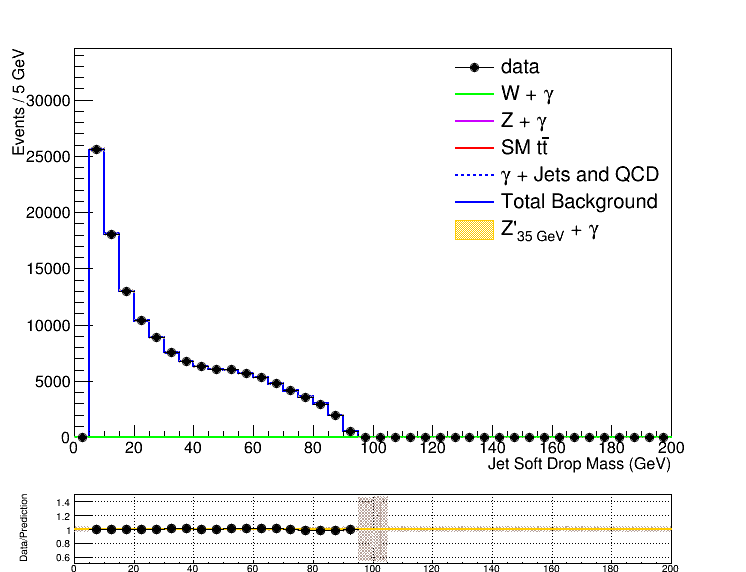 Events / 5 GeV
30000
25000
20000
15000
10000
5000
0
data
W + γ
Z + γ
SM tt̄
γ + Jets and QCD
Total Background
Z'35 GeV + γ
0 20 40 60 80 100 120 140 160 180 200
Jet Soft Drop Mass (GeV)
Data/Prediction
1.4
1.2
1
0.8
0.6
0 20 40 60 80 100 120 140 160 180 200